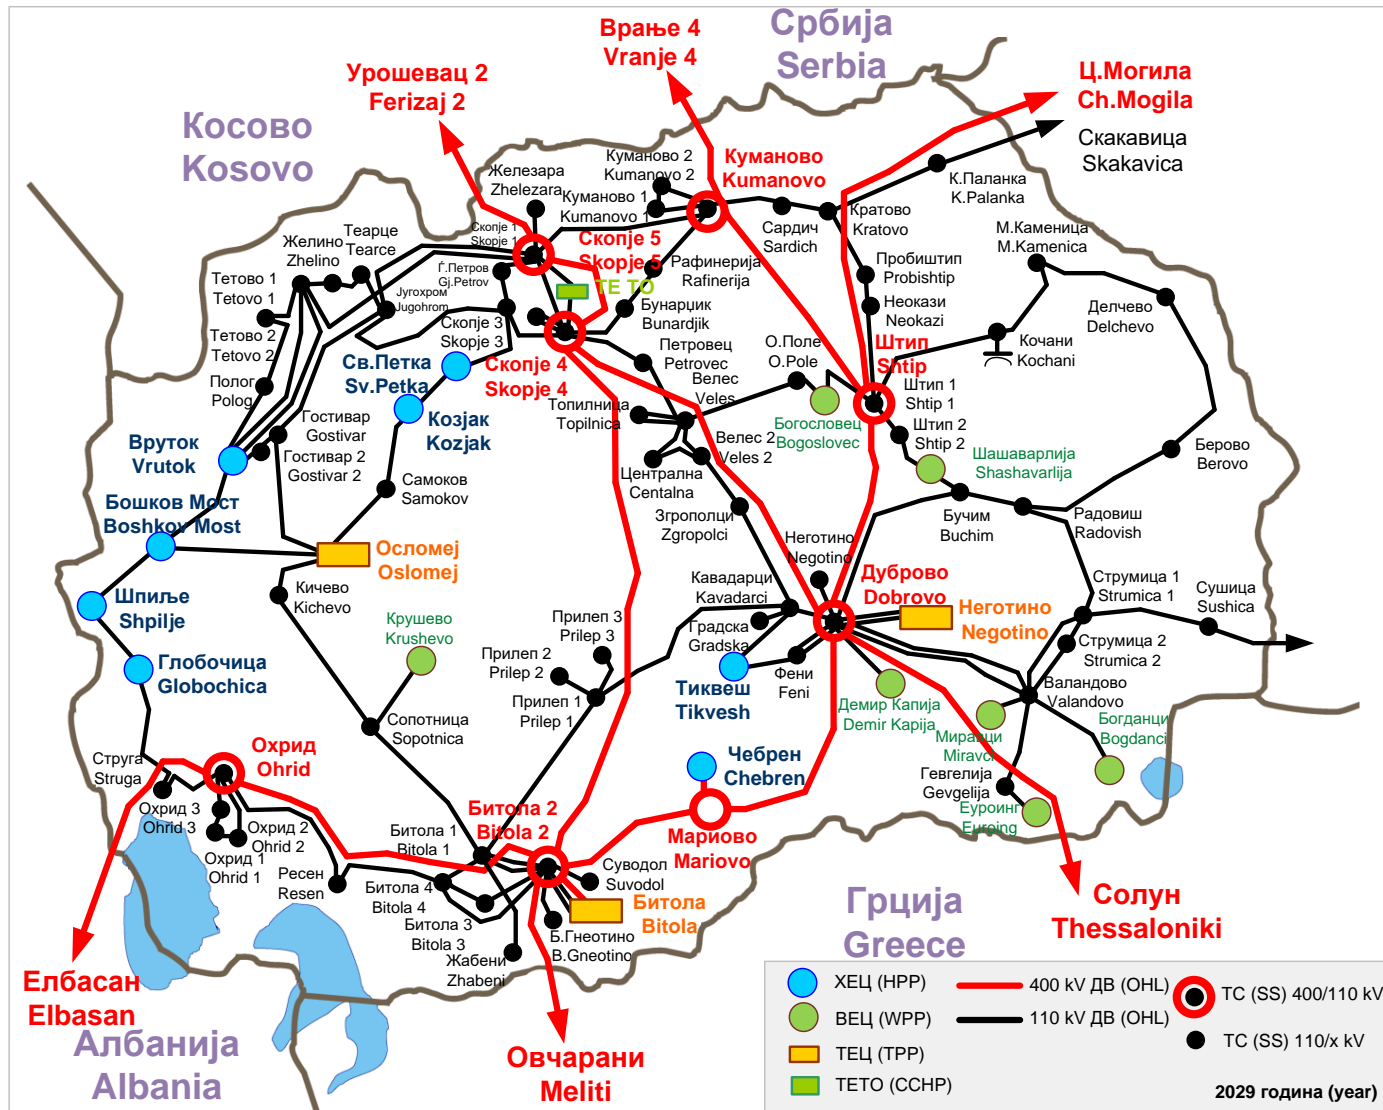 Србија
Serbia
Врање 4
Vranje 4
Урошевац 2
Ferizaj 2
Ц.Могила
Ch.Mogila
Скакавица
Skakavica
Косово
Kosovo
Железара
Zhelezara
Куманово 2
Kumanovo 2
Куманово
Kumanovo
Куманово 1
Kumanovo 1
К.Паланка
K.Palanka
Кратово
Kratovo
Сардич
Sardich
М.Каменица
M.Kamenica
Теарце
Tearce
Желино
Zhelino
Скопје 1
Skopje 1
Скопје 5
Skopje 5
Рафинерија
Rafinerija
Пробиштип
Probishtip
Тетово 1
Tetovo 1
Ѓ.Петров
Gj.Petrov
ТЕ ТО
Југохром
Jugohrom
Неокази
Neokazi
Делчево
Delchevo
Бунарџик
Bunardjik
Тетово 2
Tetovo 2
Скопје 3
Skopje 3
Петровец
Petrovec
О.Поле
O.Pole
Штип
Shtip
Кочани
Kochani
Св.Петка
Sv.Petka
Скопје 4
Skopje 4
Полог
Polog
Велес
Veles
Штип 1
Shtip 1
Козјак
Kozjak
Топилница
Topilnica
Богословец
Bogoslovec
Гостивар
Gostivar
Штип 2
Shtip 2
Вруток
Vrutok
Гостивар 2
Gostivar 2
Велес 2
Veles 2
Шашаварлија
Shashavarlija
Берово
Berovo
Централна
Centalna
Самоков
Samokov
Бошков Мост
Boshkov Most
Згрополци
Zgropolci
Бучим
Buchim
Радовиш
Radovish
Неготино
Negotino
Осломеј
Oslomej
Дуброво
Dobrovo
Кичево
Kichevo
Кавадарци
Kavadarci
Струмица 1
Strumica 1
Сушица
Sushica
Шпиље
Shpilje
Неготино
Negotino
Крушево
Krushevo
Прилеп 3
Prilep 3
Градска
Gradska
Струмица 2
Strumica 2
Глобочица
Globochica
Прилеп 2
Prilep 2
Тиквеш
Tikvesh
Фени
Feni
Валандово
Valandovo
Прилеп 1
Prilep 1
Демир Капија
Demir Kapija
Миравци
Miravci
Богданци
Bogdanci
Сопотница
Sopotnica
Охрид
Ohrid
Струга
Struga
Чебрен
Chebren
Гевгелија
Gevgelija
Охрид 3
Ohrid 3
Битола 2
Bitola 2
Еуроинг
Euroing
Охрид 2
Ohrid 2
Битола 1
Bitola 1
Мариово
Mariovo
Охрид 1
Ohrid 1
Ресен
Resen
Битола 4
Bitola 4
Суводол
Suvodol
Битола 3
Bitola 3
Битола
Bitola
Б.Гнеотино
B.Gneotino
Жабени
Zhabeni
Грција
Greece
Солун
Thessaloniki
Елбасан
Elbasan
Албанија
Albania
Овчарани
Meliti
ХЕЦ (HPP)
400 kV ДВ (OHL)
ТС (SS) 400/110 kV
ВЕЦ (WPP)
110 kV ДВ (OHL)
ТС (SS) 110/x kV
ТЕЦ (TPP)
ТЕТО (CCHP)
2029 година (year)